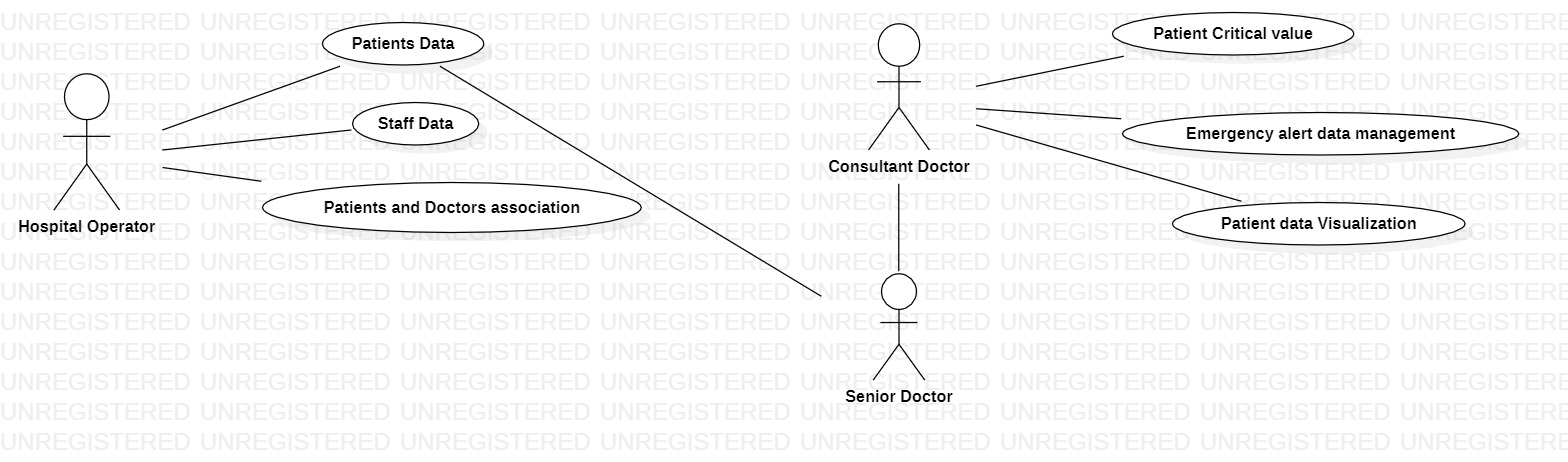 Patients Data
Staff Data
Patients and Doctors association
Hospital Operator
Patient Critical value
Emergency alert data management
Patient data Visualization
Consultant Doctor
Senior Doctor
UNREGISTERED UNREGISTERED UNREGISTERED UNREGISTERED UNREGISTERED UNREGISTERED UNREGISTERED UNREGISTERED